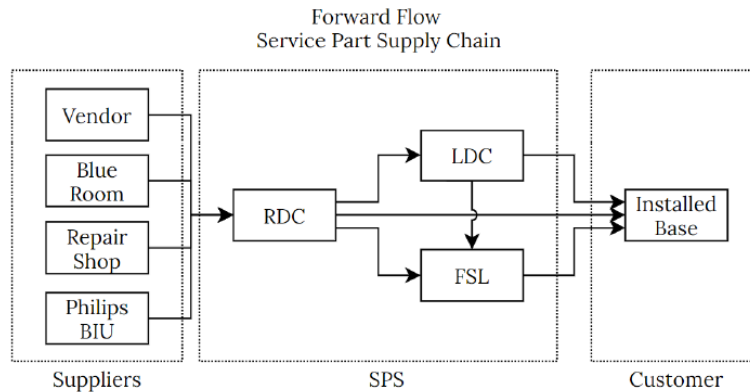 Forward Flow
Service Part Supply Chain
Vendor
Blue
Room
Repair
Shop
Philips
BIU
RDC
LDC
FSL
Installed
Base
Suppliers
SPS
Customer